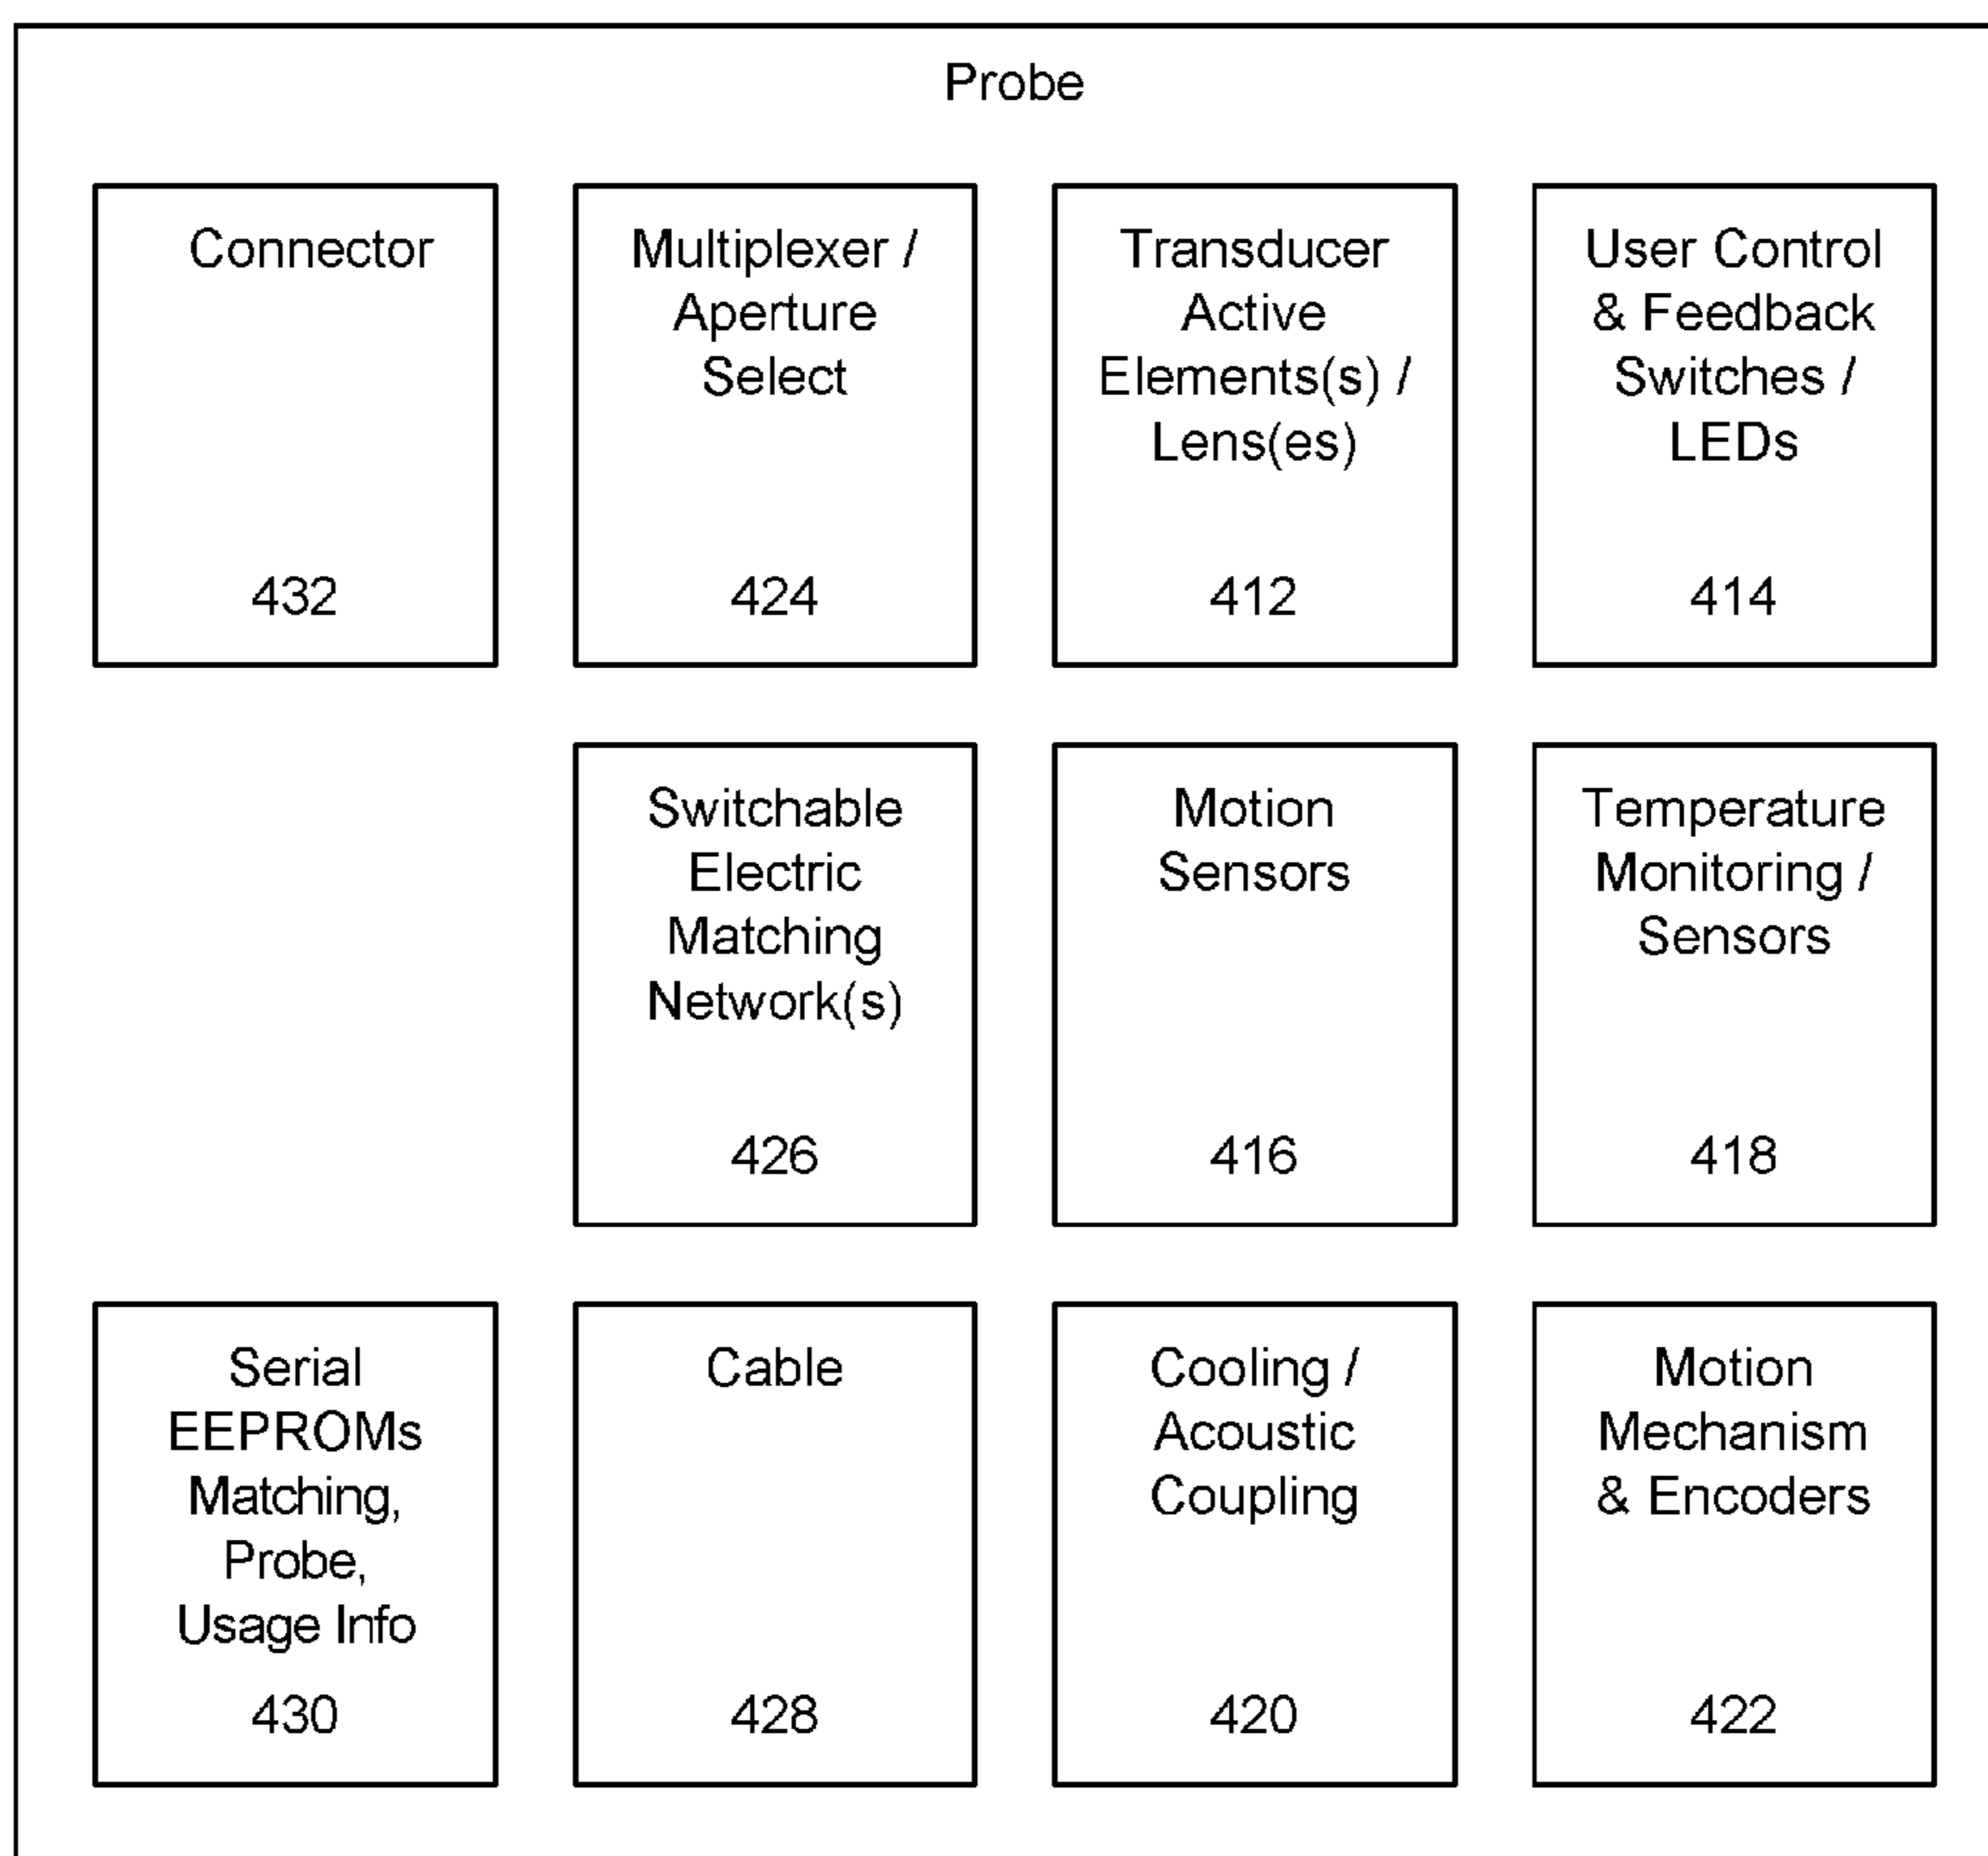 Probe
Connector
432
Multiplexer /
Aperture
Select
424
Transducer
Active
Elements(s) /
Lens(es)
412
User Control
& Feedback
Switches /
LEDs
414
Switchable
Electric
Matching
Network(s)
426
Motion
Sensors
416
Temperature
Monitoring /
Sensors
418
Serial
EEPROMs
Matching,
Probe,
Usage Info
430
Cable
428
Cooling /
Acoustic
Coupling
420
Motion
Mechanism
& Encoders
422